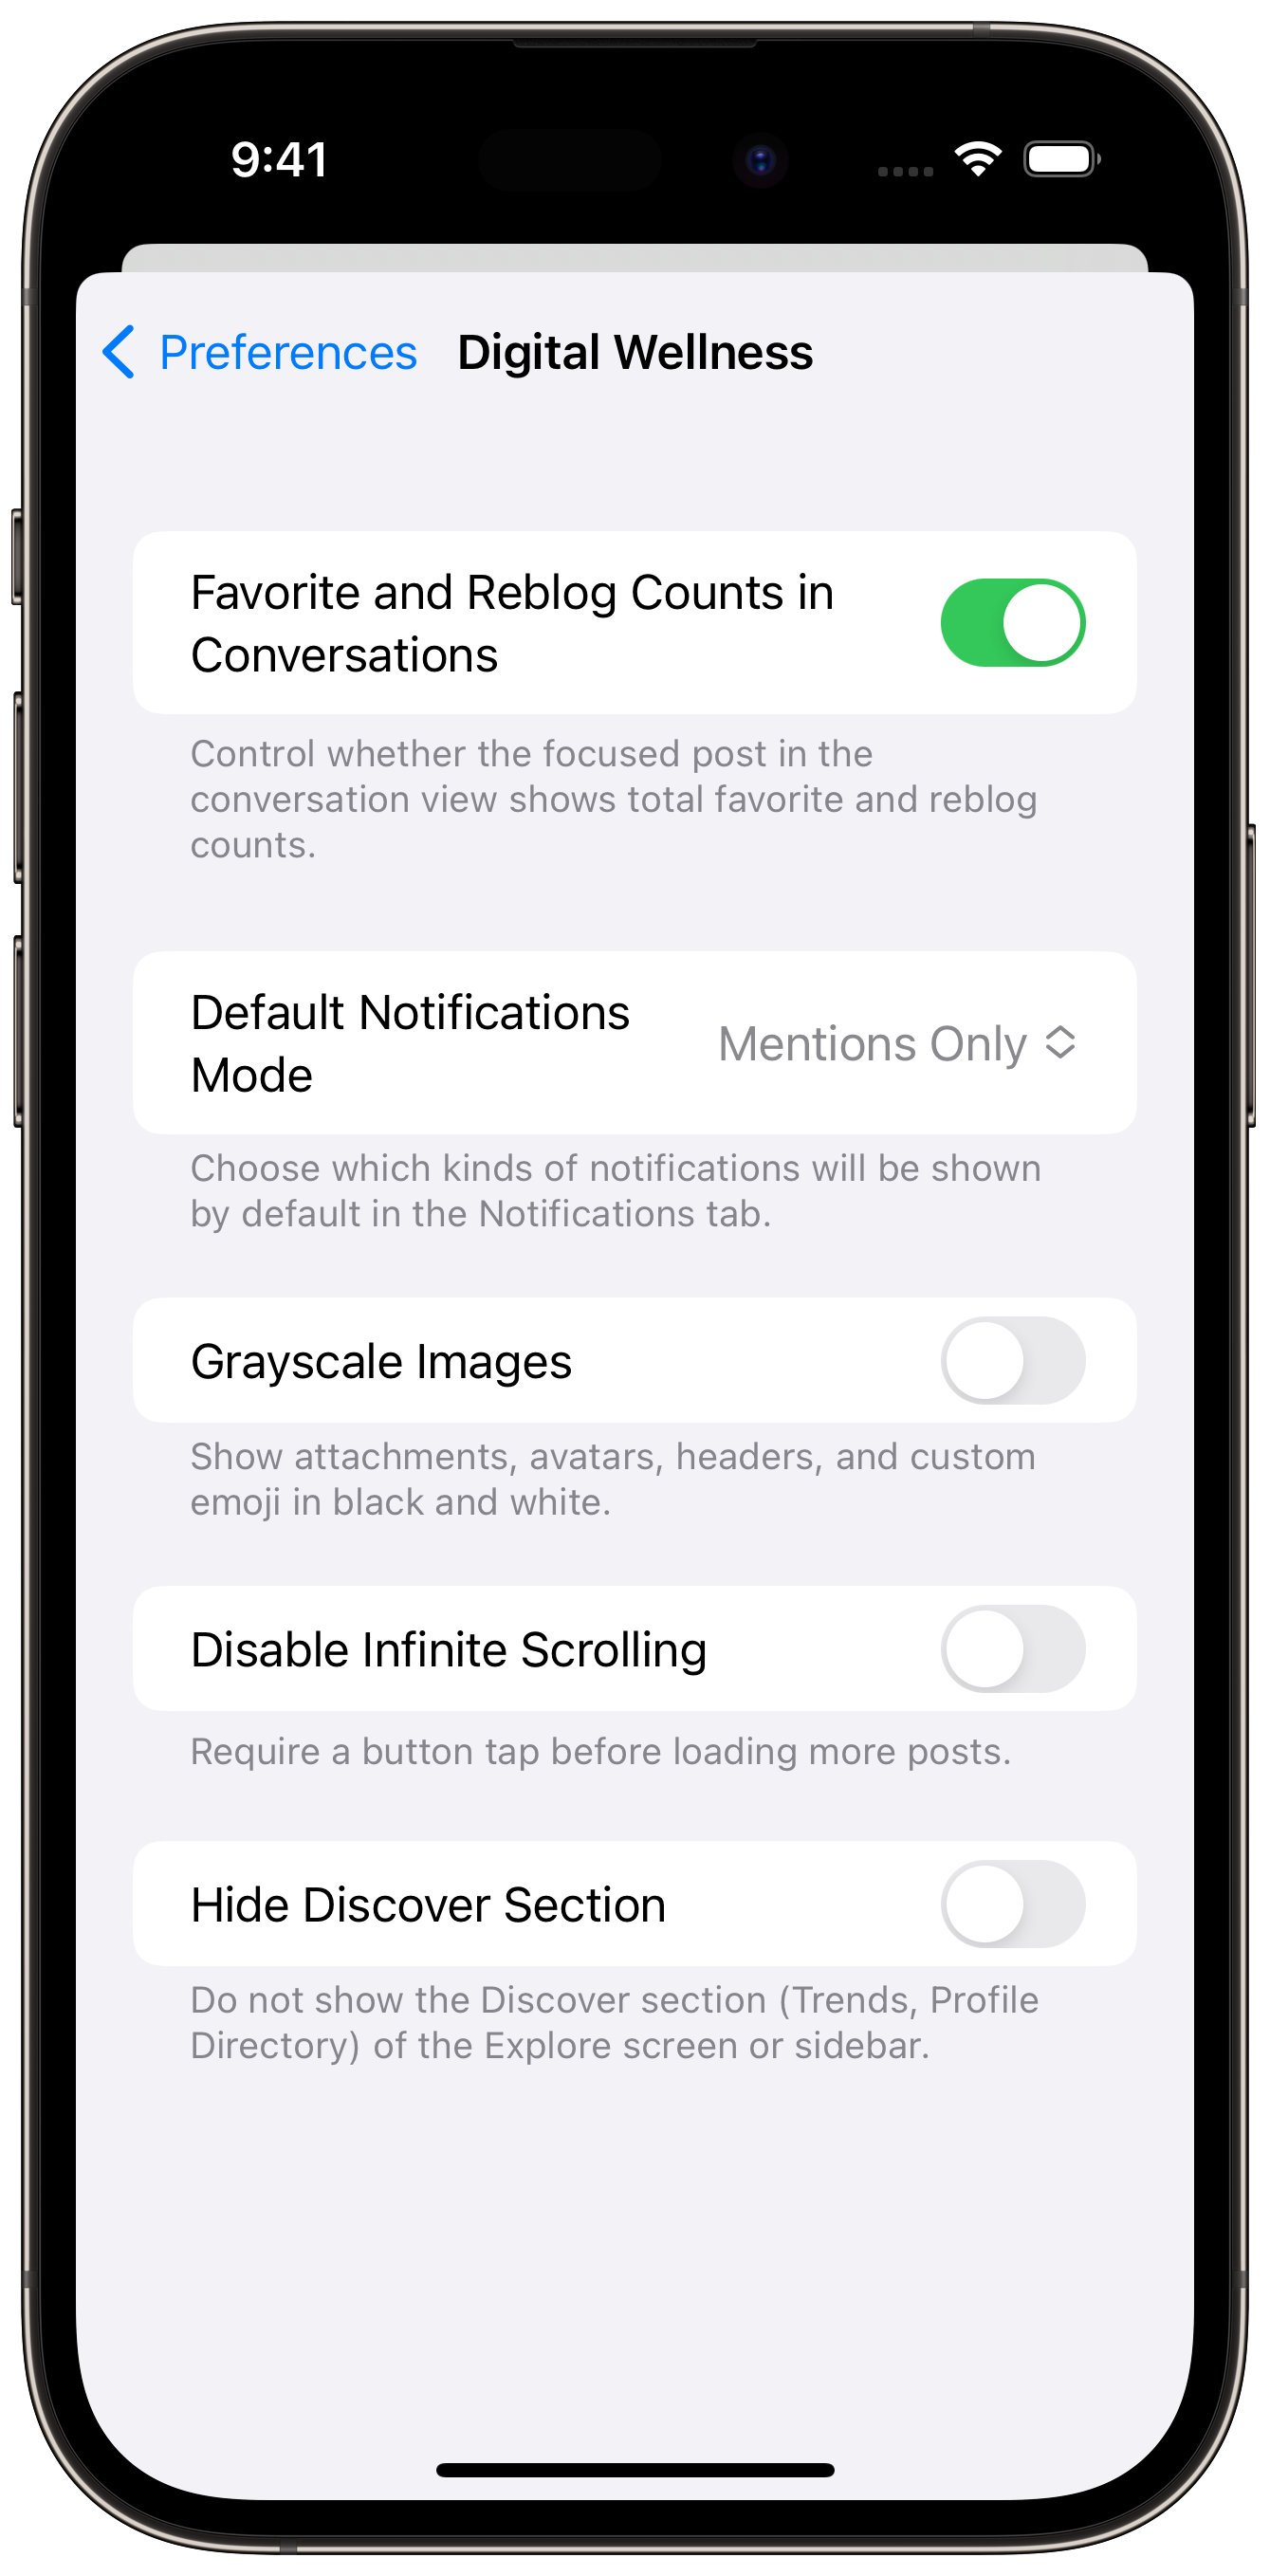 9:41
Preferences Digital Wellness
Favorite and Reblog Counts in
Conversations
Control whether the focused post in the
conversation view shows total favorite and reblog
counts.
Default Notifications
Mode
Mentions Only
Choose which kinds of notifications will be shown
by default in the Notifications tab.
Grayscale Images
Show attachments, avatars, headers, and custom
emoji in black and white.
Disable Infinite Scrolling
Require a button tap before loading more posts.
Hide Discover Section
Do not show the Discover section (Trends, Profile
Directory) of the Explore screen or sidebar.